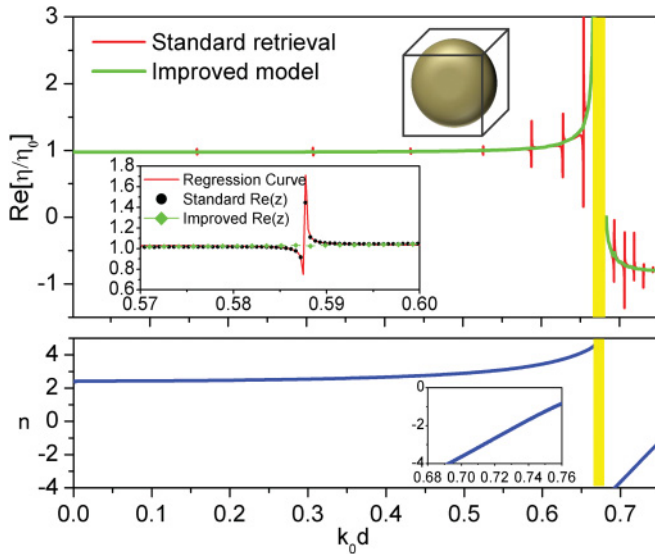 3
Standard retrieval
Improved model
2
Re[η/η₀]
1
1.8
Regression Curve
1.6
Standard Re(z)
1.4
Improved Re(z)
1.2
0
1.0
0.8
0.6
0.57 0.58 0.59 0.60
-1
4
2
n
0
0
-2
-2
-4
0.68 0.70 0.72 0.74 0.76
-4
0.0 0.1 0.2 0.3 0.4 0.5 0.6 0.7
k₀d